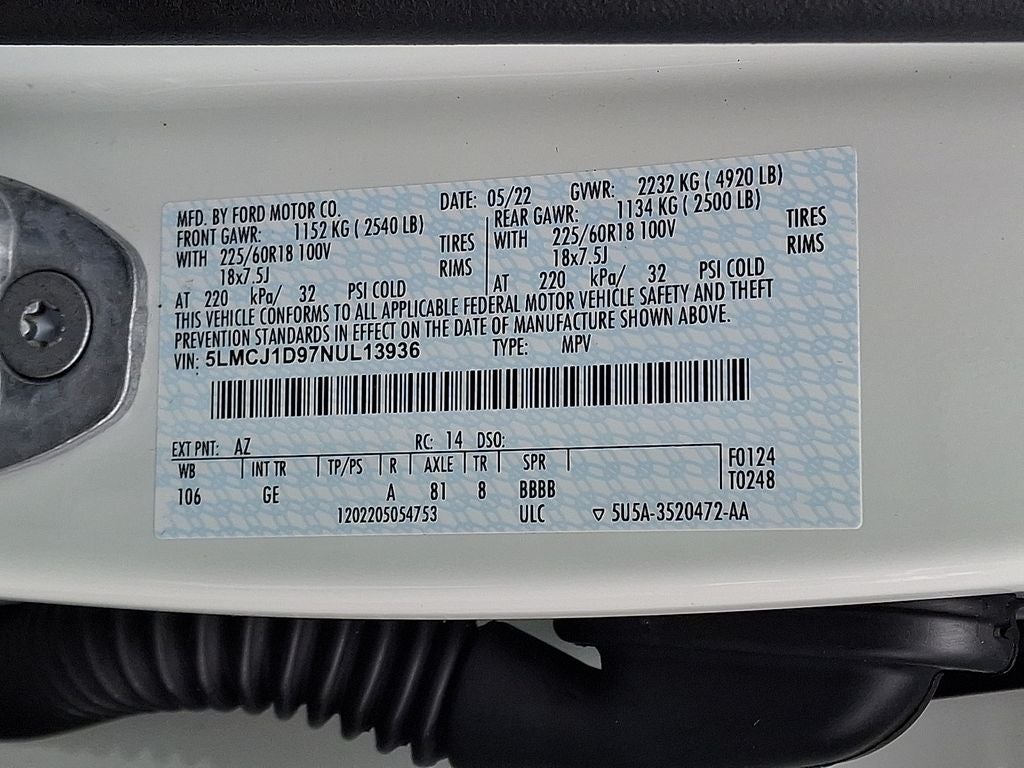 MFD. BY FORD MOTOR CO. DATE: 05/22 GVWR: 2232 KG ( 4920 LB)
FRONT GAWR: 1152 KG ( 2540 LB) REAR GAWR: 1134 KG ( 2500 LB)
WITH 225/60R18 100V TIRES WITH 225/60R18 100V TIRES
18x7.5J RIMS 18x7.5J RIMS
AT 220 kPa/ 32 PSI COLD AT 220 kPa/ 32 PSI COLD
THIS VEHICLE CONFORMS TO ALL APPLICABLE FEDERAL MOTOR VEHICLE SAFETY AND THEFT
PREVENTION STANDARDS IN EFFECT ON THE DATE OF MANUFACTURE SHOWN ABOVE.
VIN: 5LMCJ1D97NUL13936 TYPE: MPV
EXT PNT: AZ RC: 14 DSO:
WB INT TR TP/PS R AXLE TR SPR F0124
106 GE A 81 8 BBBB T0248
1202205054753 ULC ▽ 5U5A-3520472-AA